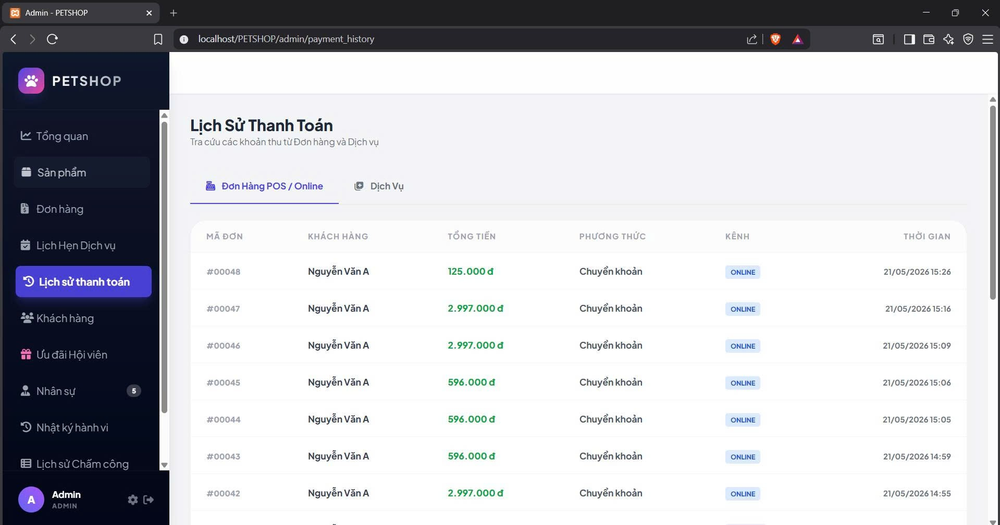 Admin - PETSHOP
localhost/PETSHOP/admin/payment_history
PETSHOP
Tổng quan
Sản phẩm
Đơn hàng
Lịch Hẹn Dịch vụ
Lịch sử thanh toán
Khách hàng
Ưu đãi Hội viên
Nhân sự 5
Nhật ký hành vi
Lịch sử Chấm công
A
Admin
ADMIN
Lịch Sử Thanh Toán
Tra cứu các khoản thu từ Đơn hàng và Dịch vụ
Đơn Hàng POS / Online Dịch Vụ
MÃ ĐƠN KHÁCH HÀNG TỔNG TIỀN PHƯƠNG THỨC KÊNH THỜI GIAN
#00048 Nguyễn Văn A 125.000 đ Chuyển khoản ONLINE 21/05/2026 15:26
#00047 Nguyễn Văn A 2.997.000 đ Chuyển khoản ONLINE 21/05/2026 15:16
#00046 Nguyễn Văn A 2.997.000 đ Chuyển khoản ONLINE 21/05/2026 15:09
#00045 Nguyễn Văn A 596.000 đ Chuyển khoản ONLINE 21/05/2026 15:06
#00044 Nguyễn Văn A 596.000 đ Chuyển khoản ONLINE 21/05/2026 15:05
#00043 Nguyễn Văn A 596.000 đ Chuyển khoản ONLINE 21/05/2026 14:59
#00042 Nguyễn Văn A 2.997.000 đ Chuyển khoản ONLINE 21/05/2026 14:55